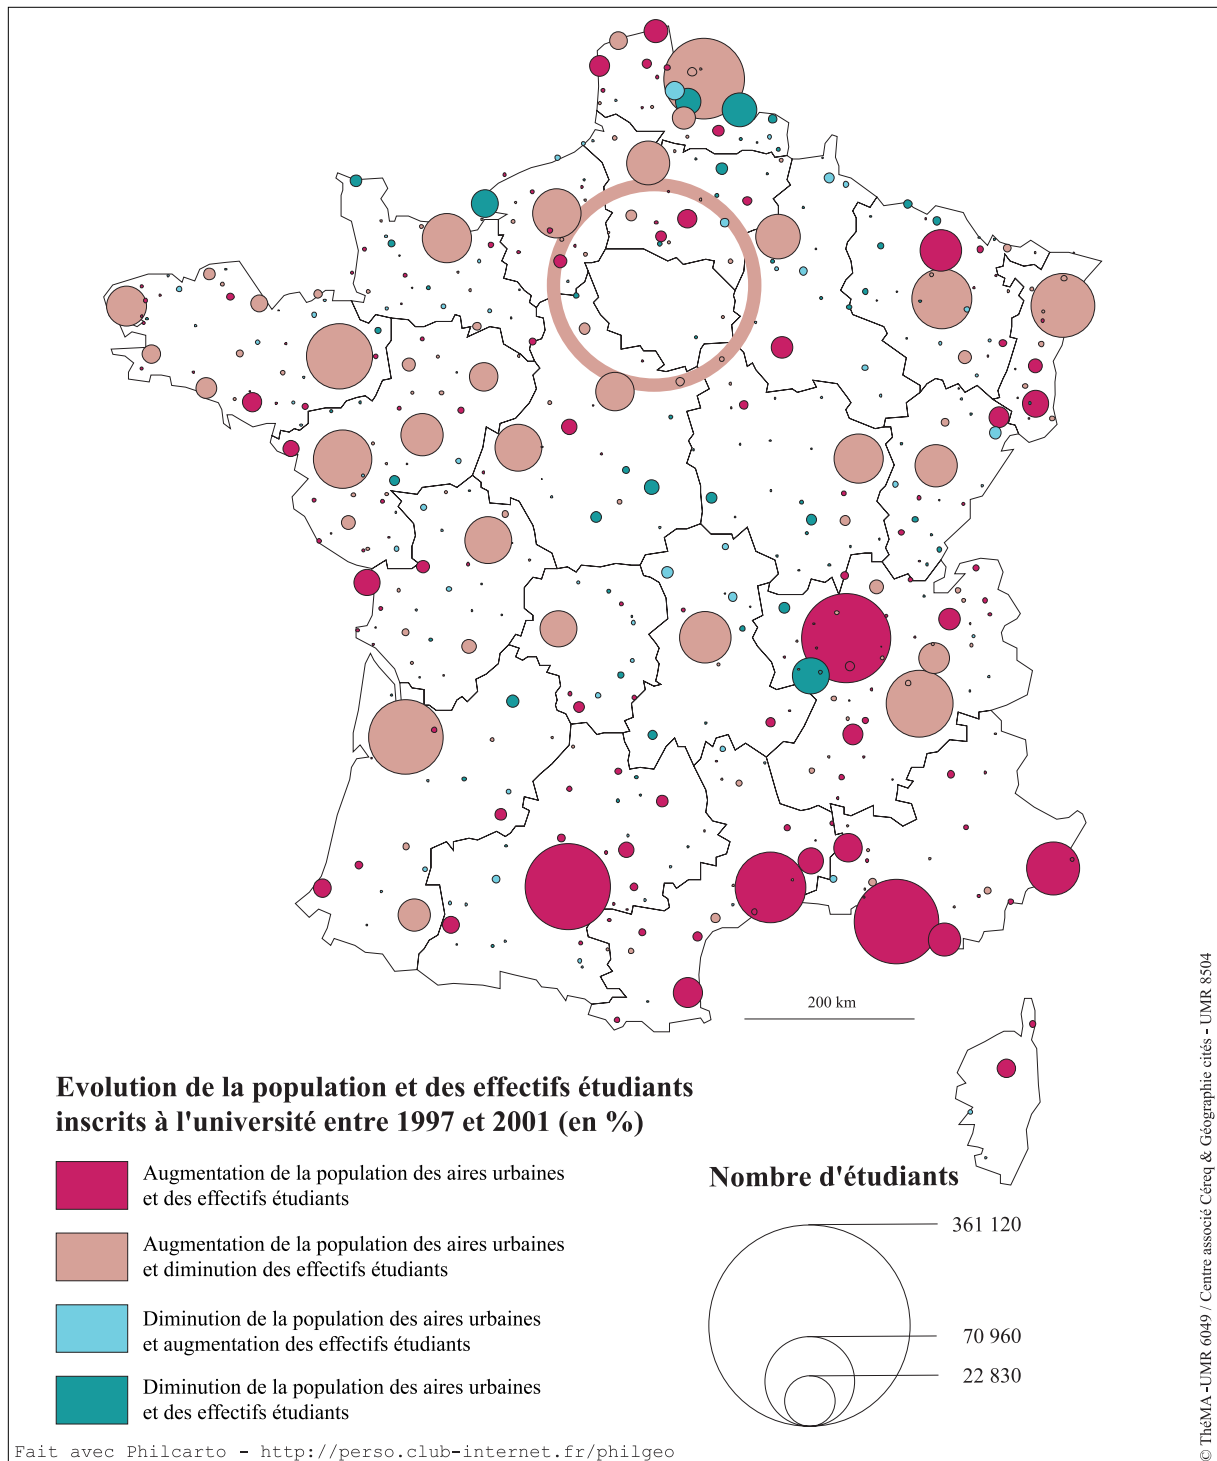 200 km
Evolution de la population et des effectifs étudiants
inscrits à l'université entre 1997 et 2001 (en %)
Augmentation de la population des aires urbaines
et des effectifs étudiants
Augmentation de la population des aires urbaines
et diminution des effectifs étudiants
Diminution de la population des aires urbaines
et augmentation des effectifs étudiants
Diminution de la population des aires urbaines
et des effectifs étudiants
Nombre d'étudiants
361 120
70 960
22 830
Fait avec Philcarto - http://perso.club-internet.fr/philgeo
© ThéMA -UMR 6049 / Centre associé Céreq & Géographie cités - UMR 8504